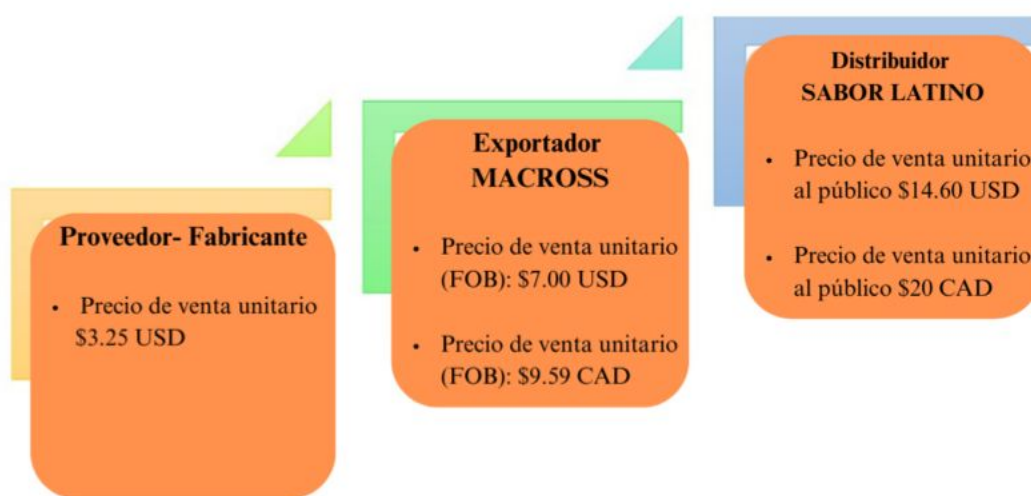 Proveedor- Fabricante
• Precio de venta unitario
$3.25 USD
Exportador
MACROSS
• Precio de venta unitario
(FOB): $7.00 USD
• Precio de venta unitario
(FOB): $9.59 CAD
Distribuidor
SABOR LATINO
• Precio de venta unitario
al público $14.60 USD
• Precio de venta unitario
al público $20 CAD